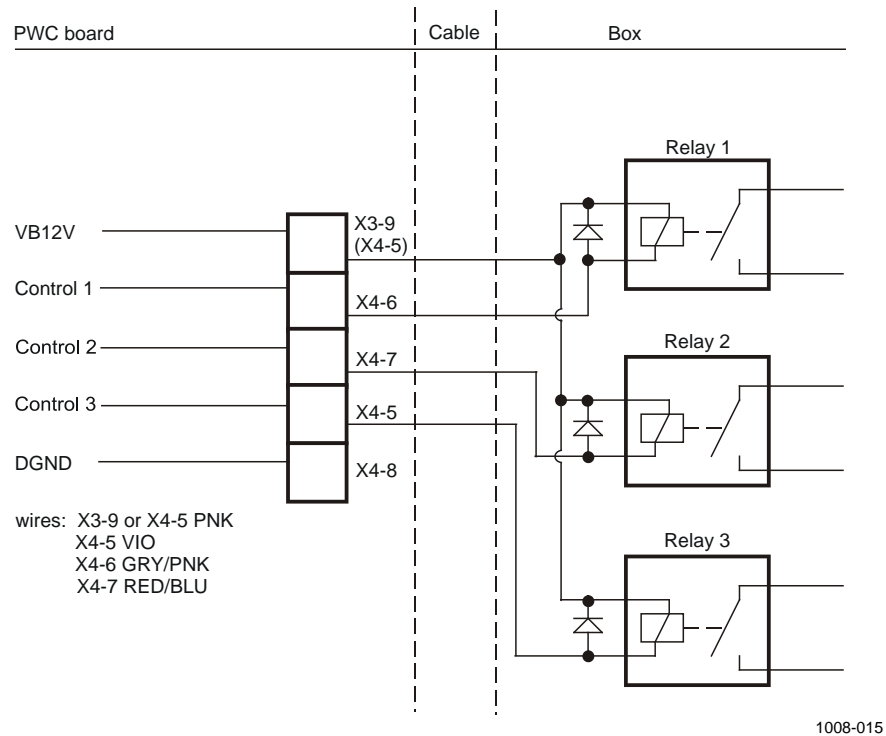 PWC board
Cable
Box
Relay 1
VB12V
X3-9
(X4-5)
Control 1
X4-6
Control 2
X4-7
Relay 2
Control 3
X4-5
DGND
X4-8
wires: X3-9 or X4-5 PNK
X4-5 VIO
X4-6 GRY/PNK
X4-7 RED/BLU
Relay 3
1008-015